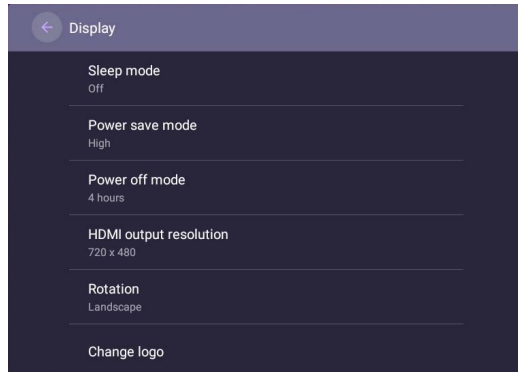 Display
Sleep mode
Off
Power save mode
High
Power off mode
4 hours
HDMI output resolution
720 x 480
Rotation
Landscape
Change logo